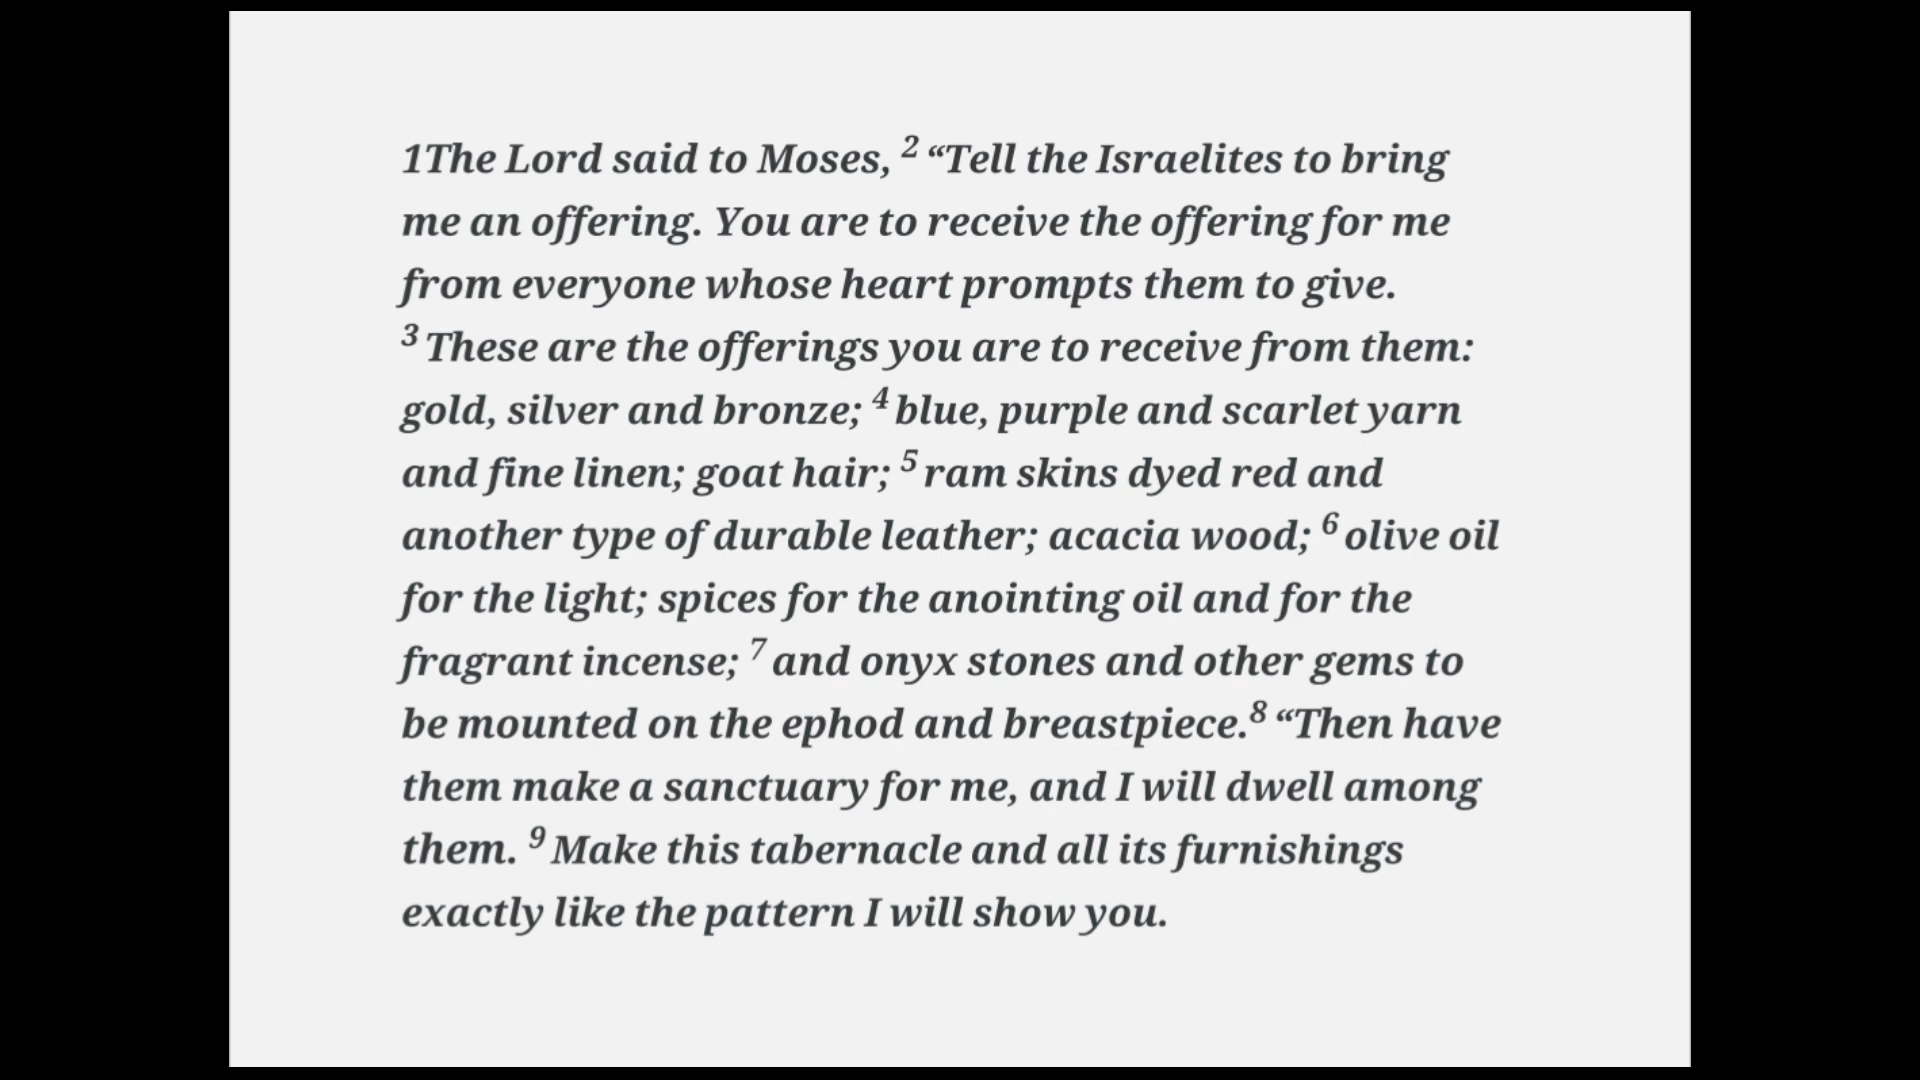 1The Lord said to Moses, 2 “Tell the Israelites to bring
me an offering. You are to receive the offering for me
from everyone whose heart prompts them to give.
3 These are the offerings you are to receive from them:
gold, silver and bronze; 4 blue, purple and scarlet yarn
and fine linen; goat hair; 5 ram skins dyed red and
another type of durable leather; acacia wood; 6 olive oil
for the light; spices for the anointing oil and for the
fragrant incense; 7 and onyx stones and other gems to
be mounted on the ephod and breastpiece.8 “Then have
them make a sanctuary for me, and I will dwell among
them. 9 Make this tabernacle and all its furnishings
exactly like the pattern I will show you.